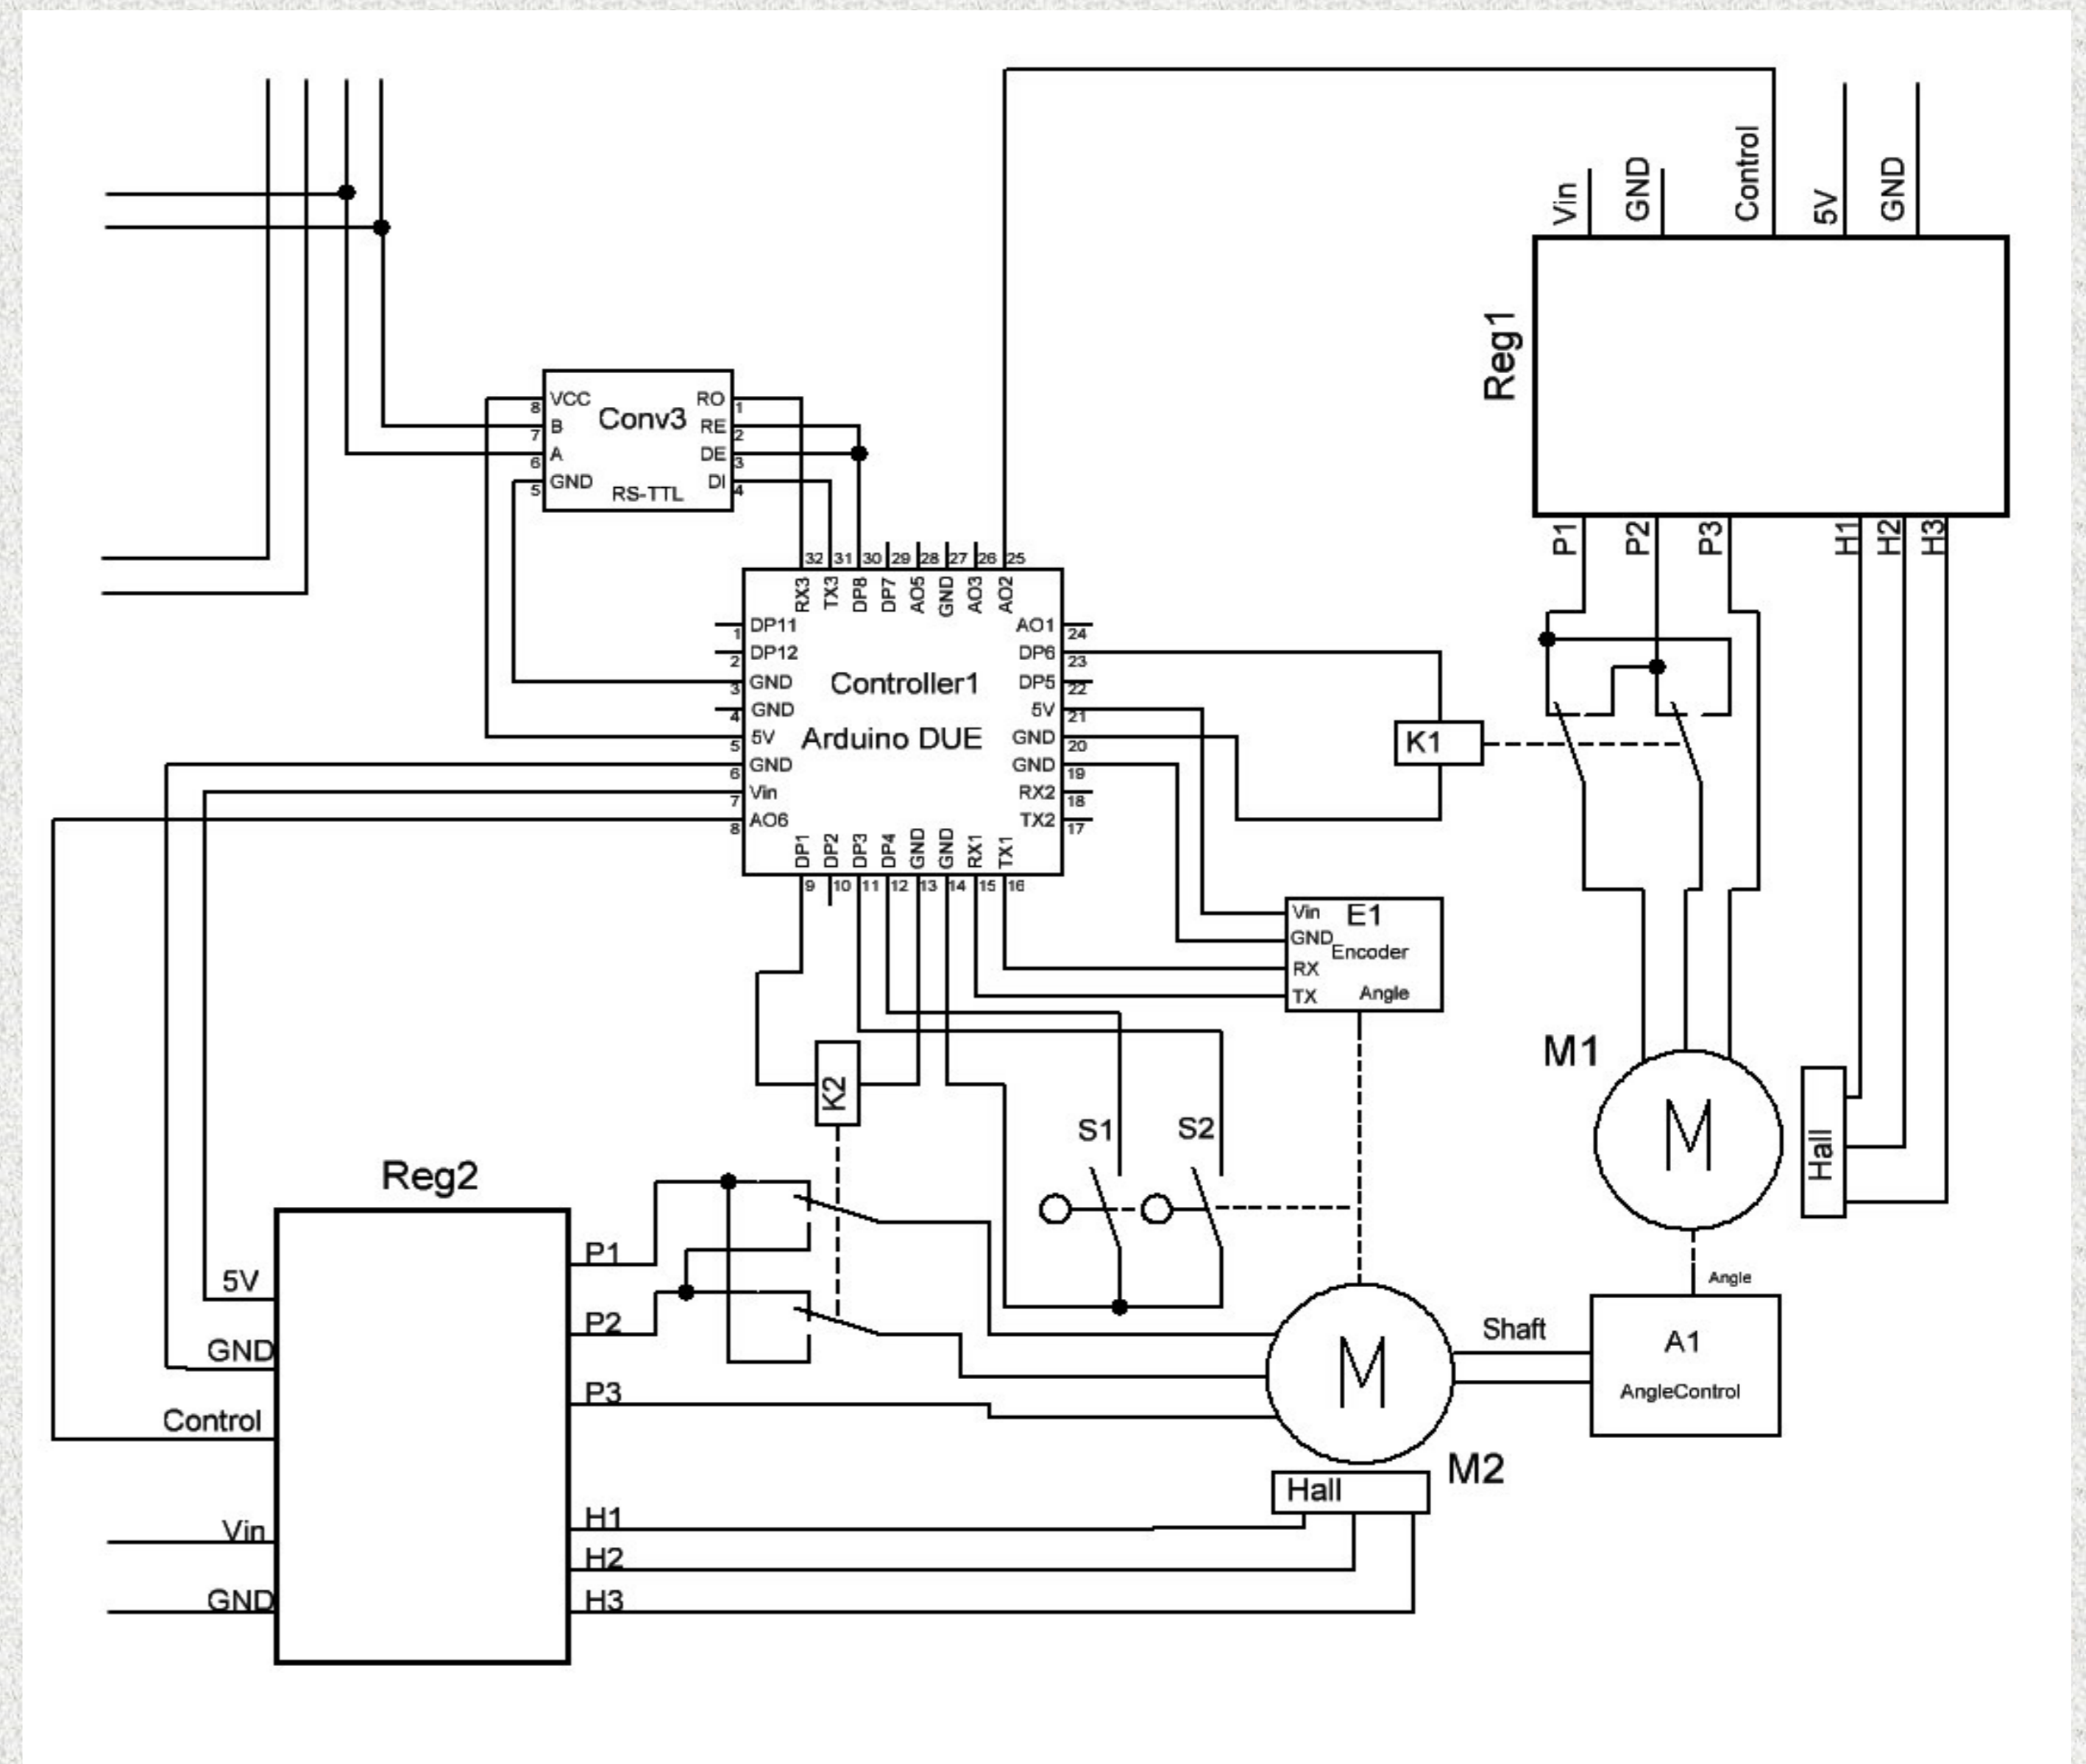 Vin
GND
Control
5V
GND
Reg1
P1
P2
P3
H1
H2
H3
VCC
8
B
7
A
6
GND
5
Conv3
RS-TTL
RO
1
RE
2
DE
3
DI
4
32
31
30
29
28
27
26
25
RX3
TX3
DP8
DP7
AO5
GND
AO3
AO2
DP11
1
DP12
2
GND
3
GND
4
5V
5
GND
6
Vin
7
AO6
8
Controller1
Arduino DUE
AO1
24
DP6
23
DP5
22
5V
21
GND
20
GND
19
RX2
18
TX2
17
DP1
DP2
DP3
DP4
GND
GND
RX1
TX1
9
10
11
12
13
14
15
16
K1
Vin
GND
RX
TX
E1
Encoder
Angle
K2
S1
S2
M1
M
Hall
Angle
A1
AngleControl
Shaft
M
M2
Hall
Reg2
5V
GND
Control
Vin
GND
P1
P2
P3
H1
H2
H3